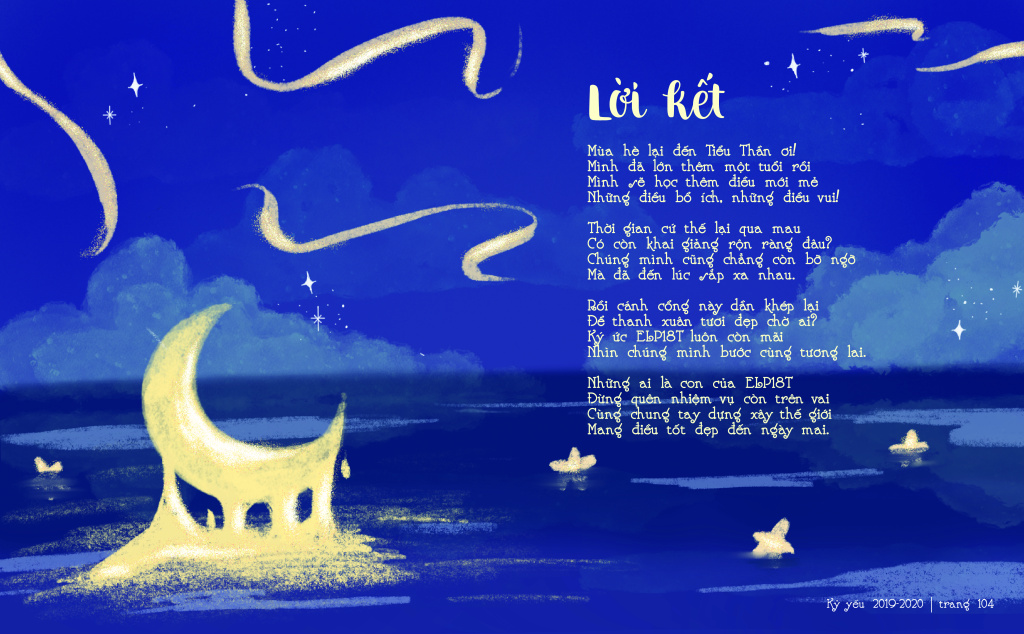 Lời kết
Mùa hè lại đến Tiểu Thần ơi!
Mình đã lớn thêm một tuổi rồi
Mình sẽ học thêm điều mới mẻ
Những điều bổ ích, những điều vui!
Thời gian cứ thế lại qua mau
Có còn khai giảng rộn ràng đâu?
Chúng mình cũng chẳng còn bỡ ngỡ
Mà đã đến lúc sắp xa nhau.
Rồi cánh cổng này dần khép lại
Để thanh xuân tươi đẹp chờ ai?
Ký ức ELP18T luôn còn mãi
Nhìn chúng mình bước cùng tương lai.
Những ai là con của ELP18T
Đừng quên nhiệm vụ còn trên vai
Cùng chung tay dựng xây thế giới
Mang điều tốt đẹp đến ngày mai.
Kỷ yếu 2019-2020 | trang 104